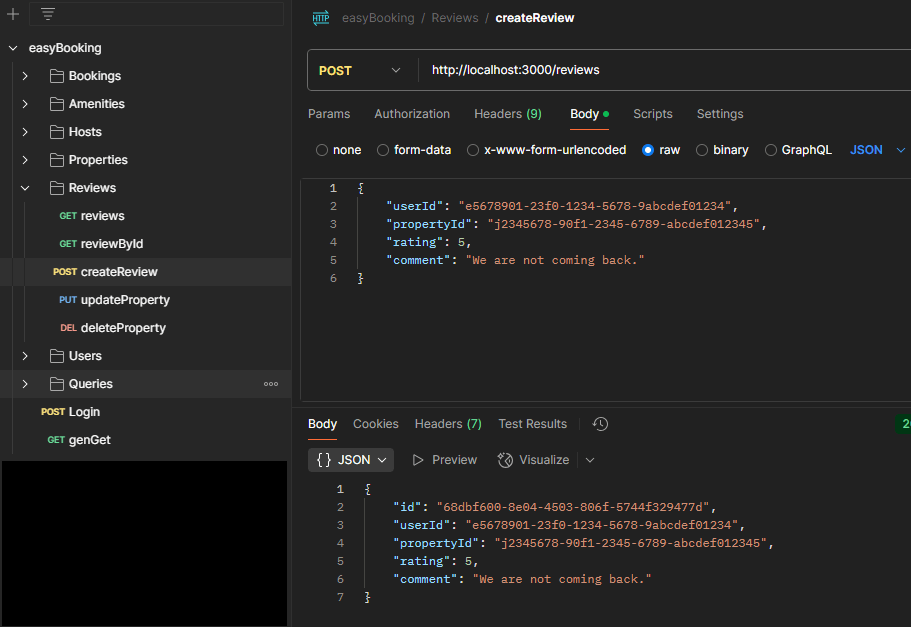 HTTP easyBooking / Reviews / createReview
easyBooking
Bookings
Amenities
Hosts
Properties
Reviews
GET reviews
GET reviewById
POST createReview
PUT updateProperty
DEL deleteProperty
Users
Queries
POST Login
GET genGet
POST http://localhost:3000/reviews
Params Authorization Headers (9) Body Scripts Settings
none form-data x-www-form-urlencoded raw binary GraphQL JSON
1 {
2 "userId": "e5678901-23f0-1234-5678-9abcdef01234",
3 "propertyId": "j2345678-90f1-2345-6789-abcdef012345",
4 "rating": 5,
5 "comment": "We are not coming back."
6 }
Body Cookies Headers (7) Test Results
{} JSON Preview Visualize
1 {
2 "id": "68dbf600-8e04-4503-806f-5744f329477d",
3 "userId": "e5678901-23f0-1234-5678-9abcdef01234",
4 "propertyId": "j2345678-90f1-2345-6789-abcdef012345",
5 "rating": 5,
6 "comment": "We are not coming back."
7 }